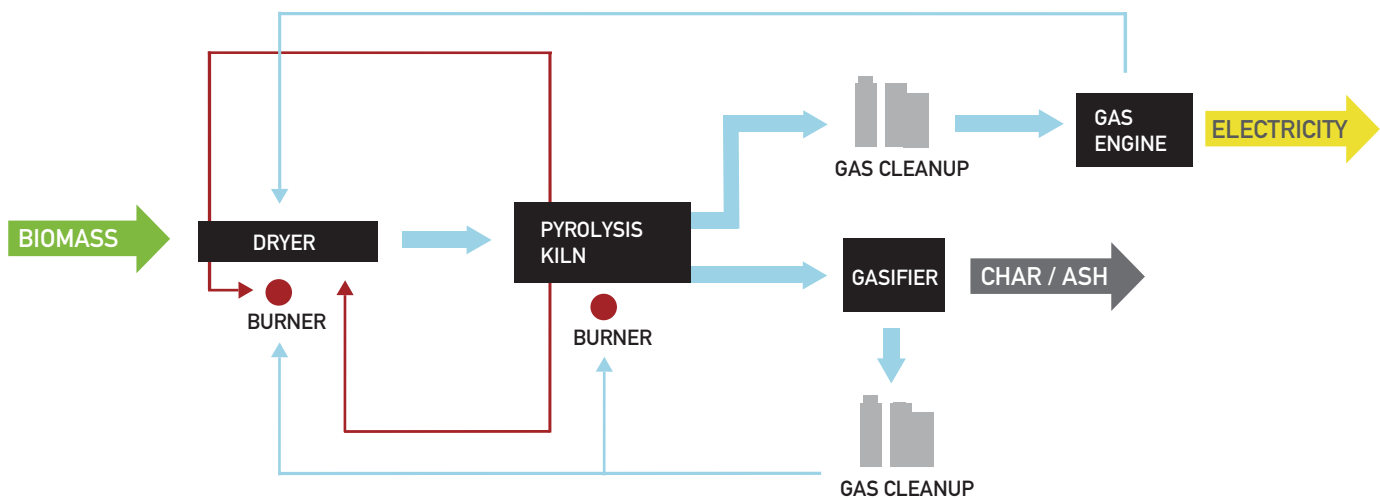 BIOMASS
DRYER
BURNER
PYROLYSIS
KILN
BURNER
GAS CLEANUP
GAS
ENGINE
ELECTRICITY
GASIFIER
CHAR / ASH
GAS CLEANUP